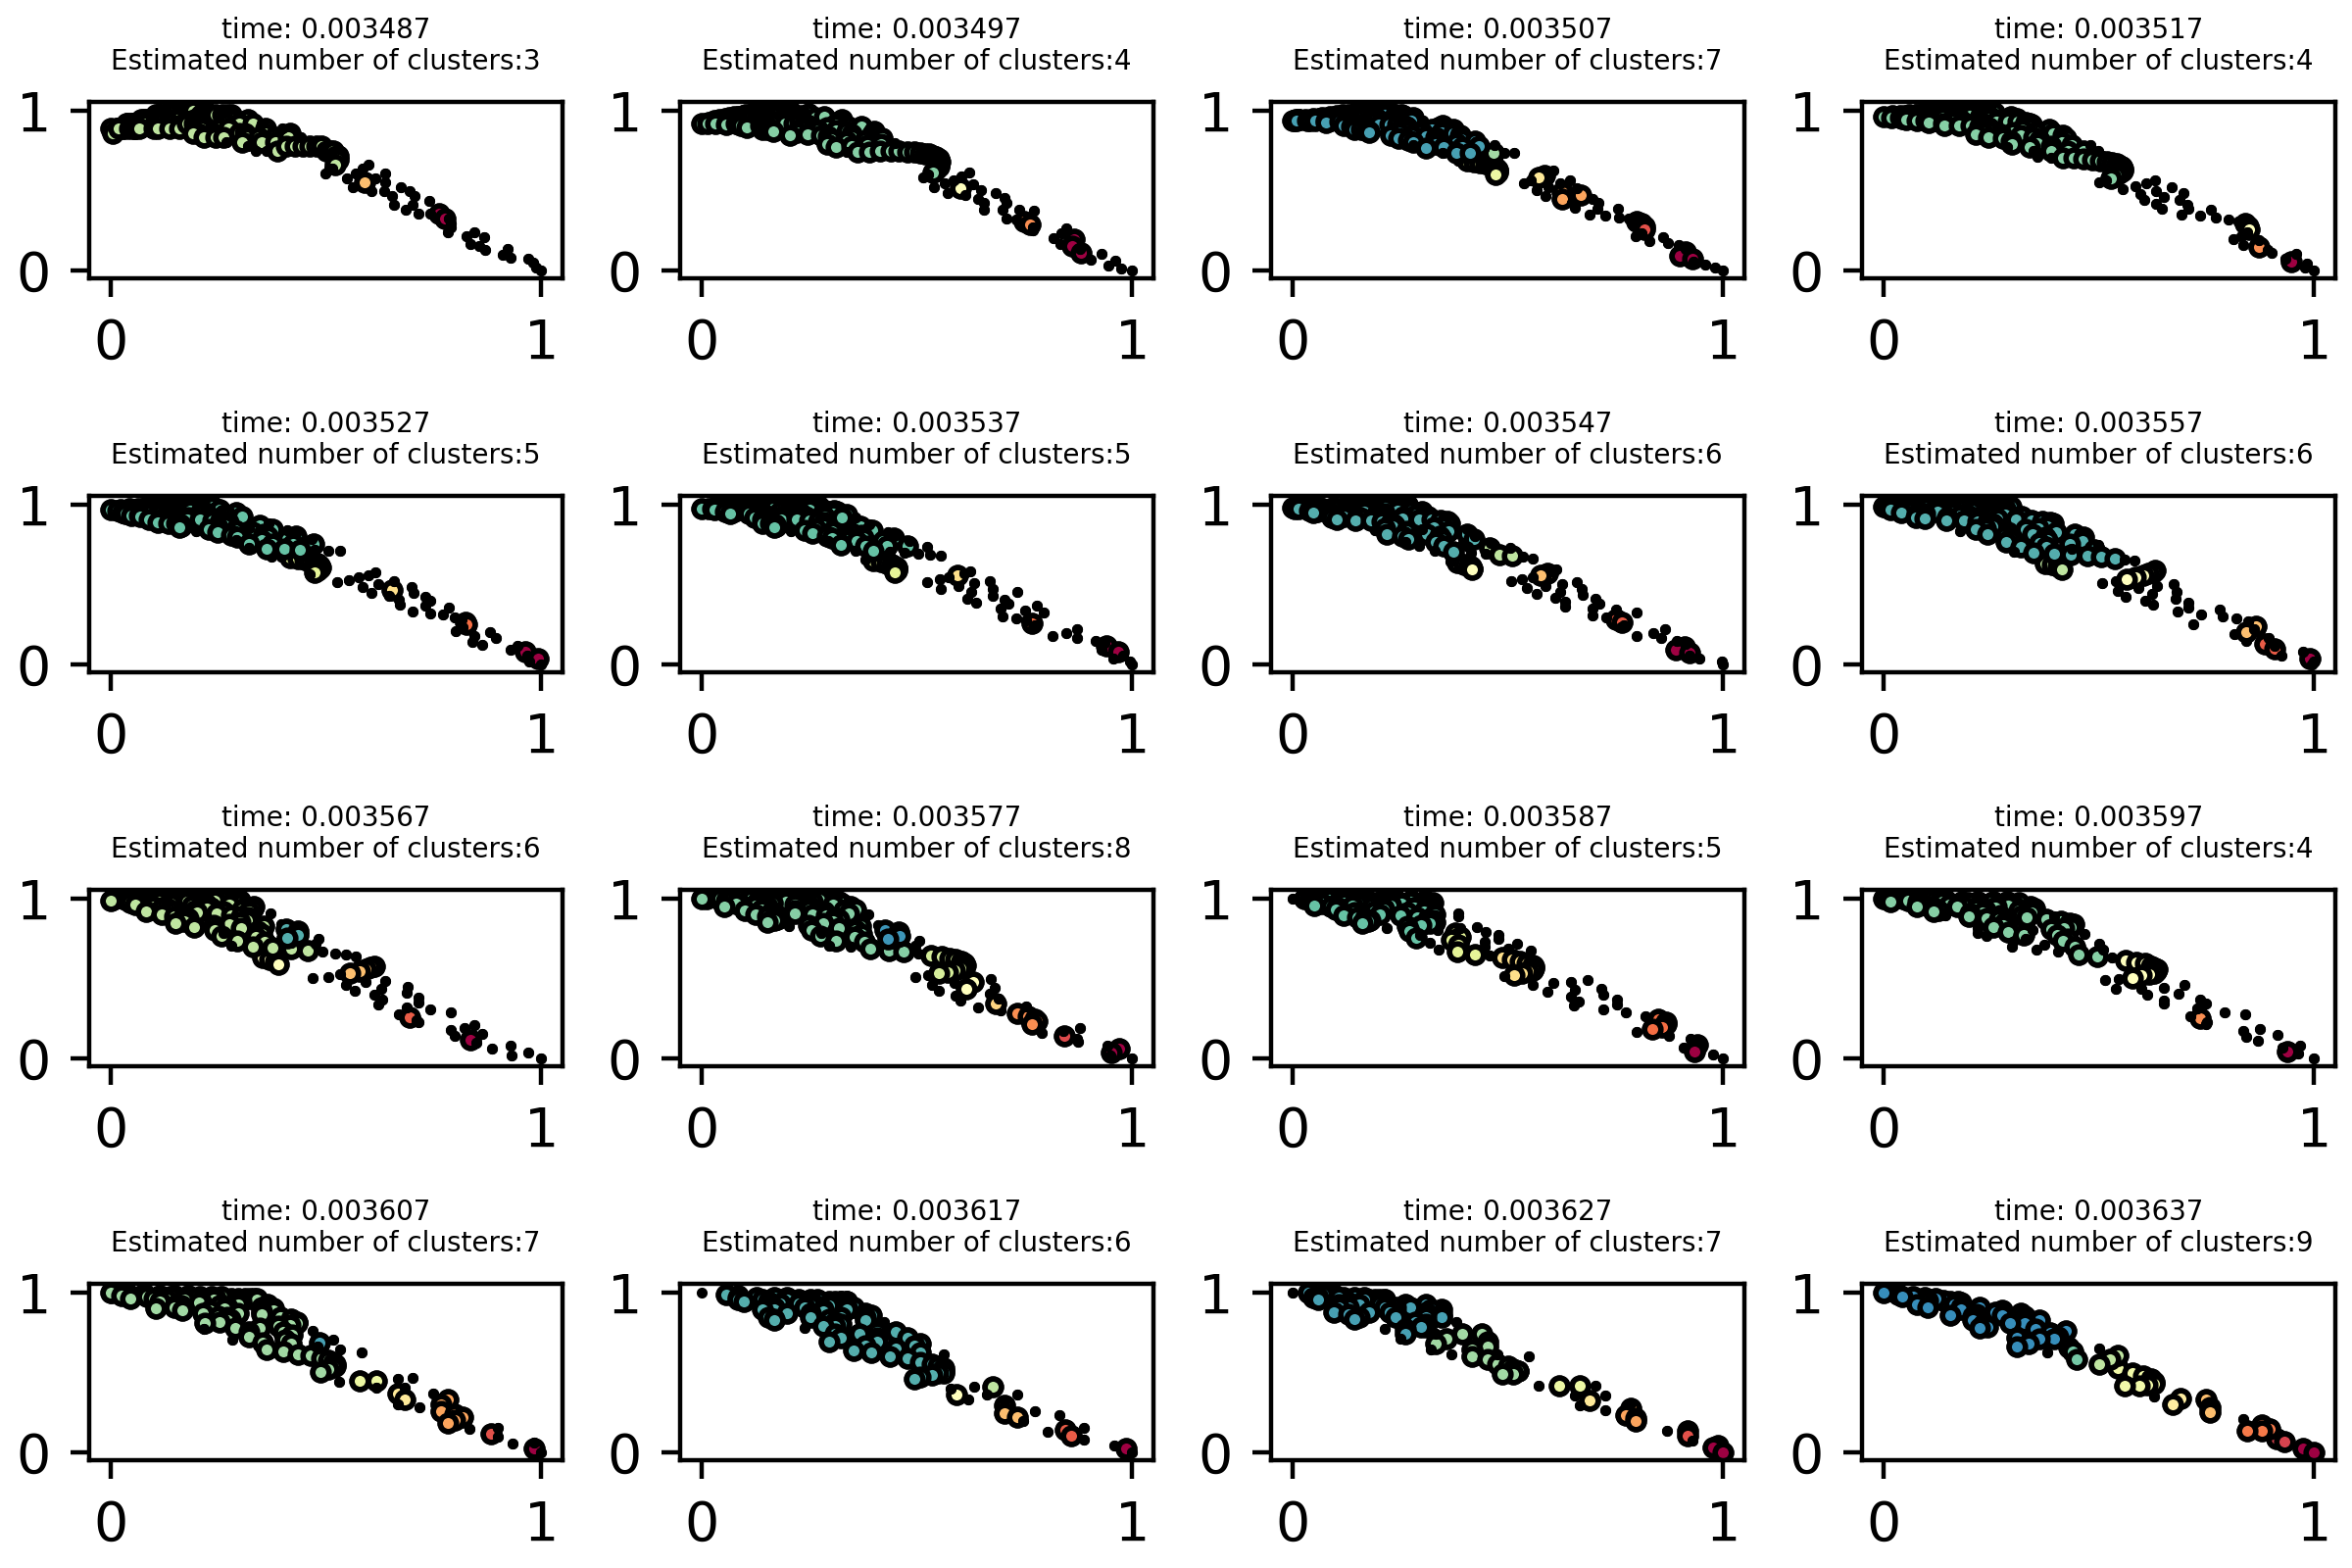 time: 0.003487
Estimated number of clusters:3
1
0
0 1
time: 0.003497
Estimated number of clusters:4
1
0
0 1
time: 0.003507
Estimated number of clusters:7
1
0
0 1
time: 0.003517
Estimated number of clusters:4
1
0
0 1
time: 0.003527
Estimated number of clusters:5
1
0
0 1
time: 0.003537
Estimated number of clusters:5
1
0
0 1
time: 0.003547
Estimated number of clusters:6
1
0
0 1
time: 0.003557
Estimated number of clusters:6
1
0
0 1
time: 0.003567
Estimated number of clusters:6
1
0
0 1
time: 0.003577
Estimated number of clusters:8
1
0
0 1
time: 0.003587
Estimated number of clusters:5
1
0
0 1
time: 0.003597
Estimated number of clusters:4
1
0
0 1
time: 0.003607
Estimated number of clusters:7
1
0
0 1
time: 0.003617
Estimated number of clusters:6
1
0
0 1
time: 0.003627
Estimated number of clusters:7
1
0
0 1
time: 0.003637
Estimated number of clusters:9
1
0
0 1